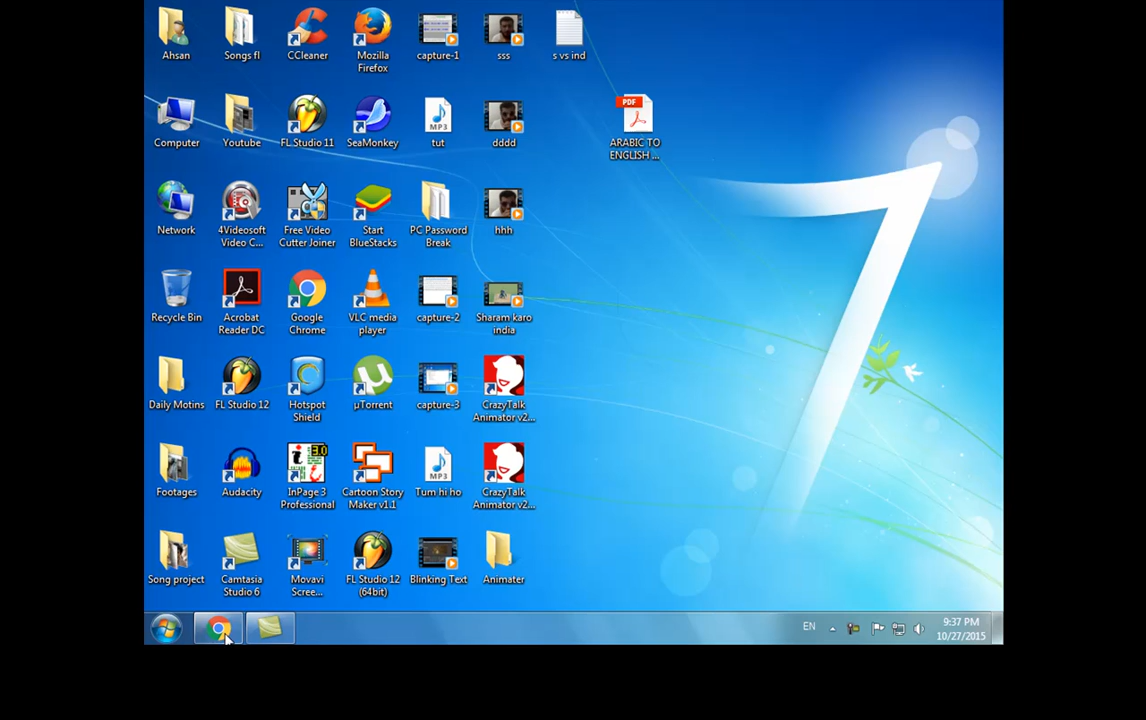 Ahsan
Songs fl
CCleaner
Mozilla
Firefox
capture-1
sss
s vs ind
Computer
Youtube
FL Studio 11
SeaMonkey
MP3
tut
dddd
PDF
ARABIC TO
ENGLISH ...
Network
4Videosoft
Video C...
Free Video
Cutter Joiner
Start
BlueStacks
PC Password
Break
hhh
Recycle Bin
Acrobat
Reader DC
Google
Chrome
VLC media
player
capture-2
Sharam karo
india
Daily Motins
FL Studio 12
Hotspot
Shield
µTorrent
capture-3
CrazyTalk
Animator v2...
Footages
Audacity
3.0
InPage 3
Professional
Cartoon Story
Maker v1.1
MP3
Tum hi ho
CrazyTalk
Animator v2...
Song project
Camtasia
Studio 6
Movavi
Scree...
FL Studio 12
(64bit)
Blinking Text
Animater
EN
9:37 PM
10/27/2015